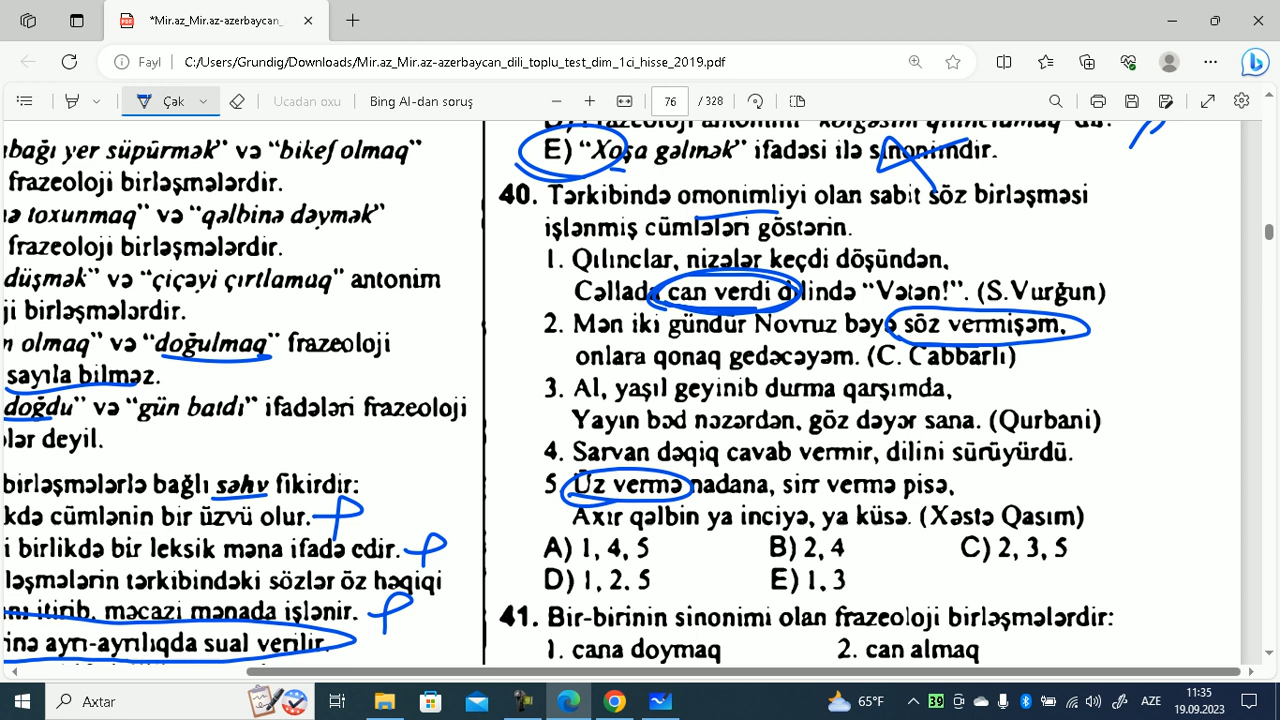 *Mir.az_Mir.az-azerbaycan_
Fayl
C:/Users/Grundig/Downloads/Mir.az_Mir.az-azerbaycan_dili_toplu_test_dim_1ci_hisse_2019.pdf
Çək
Ucadan oxu
Bing AI-dan soruş
76 / 328
bağı yer süpürmək" və "bikef olmaq"
frazeoloji birləşmələrdir.
ə toxunmaq" və "qəlbinə dəymək"
frazeoloji birləşmələrdir.
düşmək" və "çiçəyi çırtlamaq" antonim
ji birləşmələrdir.
n olmaq" və "doğulmaq" frazeoloji
sayıla bilməz.
doğdu" və "gün batdı" ifadələri frazeoloji
lər deyil.
birləşmələrlə bağlı səhv fikirdir:
kdə cümlənin bir üzvü olur.
i birlikdə bir leksik məna ifadə edir.
ləşmələrin tərkibindəki sözlər öz həqiqi
ənı itirib, məcazi mənada işlənir.
inə ayrı-ayrılıqda sual verilir.
D) Frazeoloji antonimi "kölgəsini qılınclamaq"dır.
E) "Xoşa gəlmək" ifadəsi ilə sinonimdir.
40. Tərkibində omonimliyi olan sabit söz birləşməsi
işlənmiş cümlələri göstərin.
1. Qılınclar, nizələr keçdi döşündən,
Cəllada can verdi dilində "Vətən!". (S.Vurğun)
2. Mən iki gündür Novruz bəyə söz vermişəm,
onlara qonaq gedəcəyəm. (C. Cabbarlı)
3. Al, yaşıl geyinib durma qarşımda,
Yayın bəd nəzərdən, göz dəyər sana. (Qurbani)
4. Sarvan dəqiq cavab vermir, dilini sürüyürdü.
5. Üz vermə nadana, sirr vermə pisə,
Axır qəlbin ya inciyə, ya küsə. (Xəstə Qasım)
A) 1, 4, 5 B) 2, 4 C) 2, 3, 5
D) 1, 2, 5 E) 1, 3
41. Bir-birinin sinonimi olan frazeoloji birləşmələrdir:
1. cana doymaq 2. can almaq
Axtar
65°F
39
AZE
11:35
19.09.2023